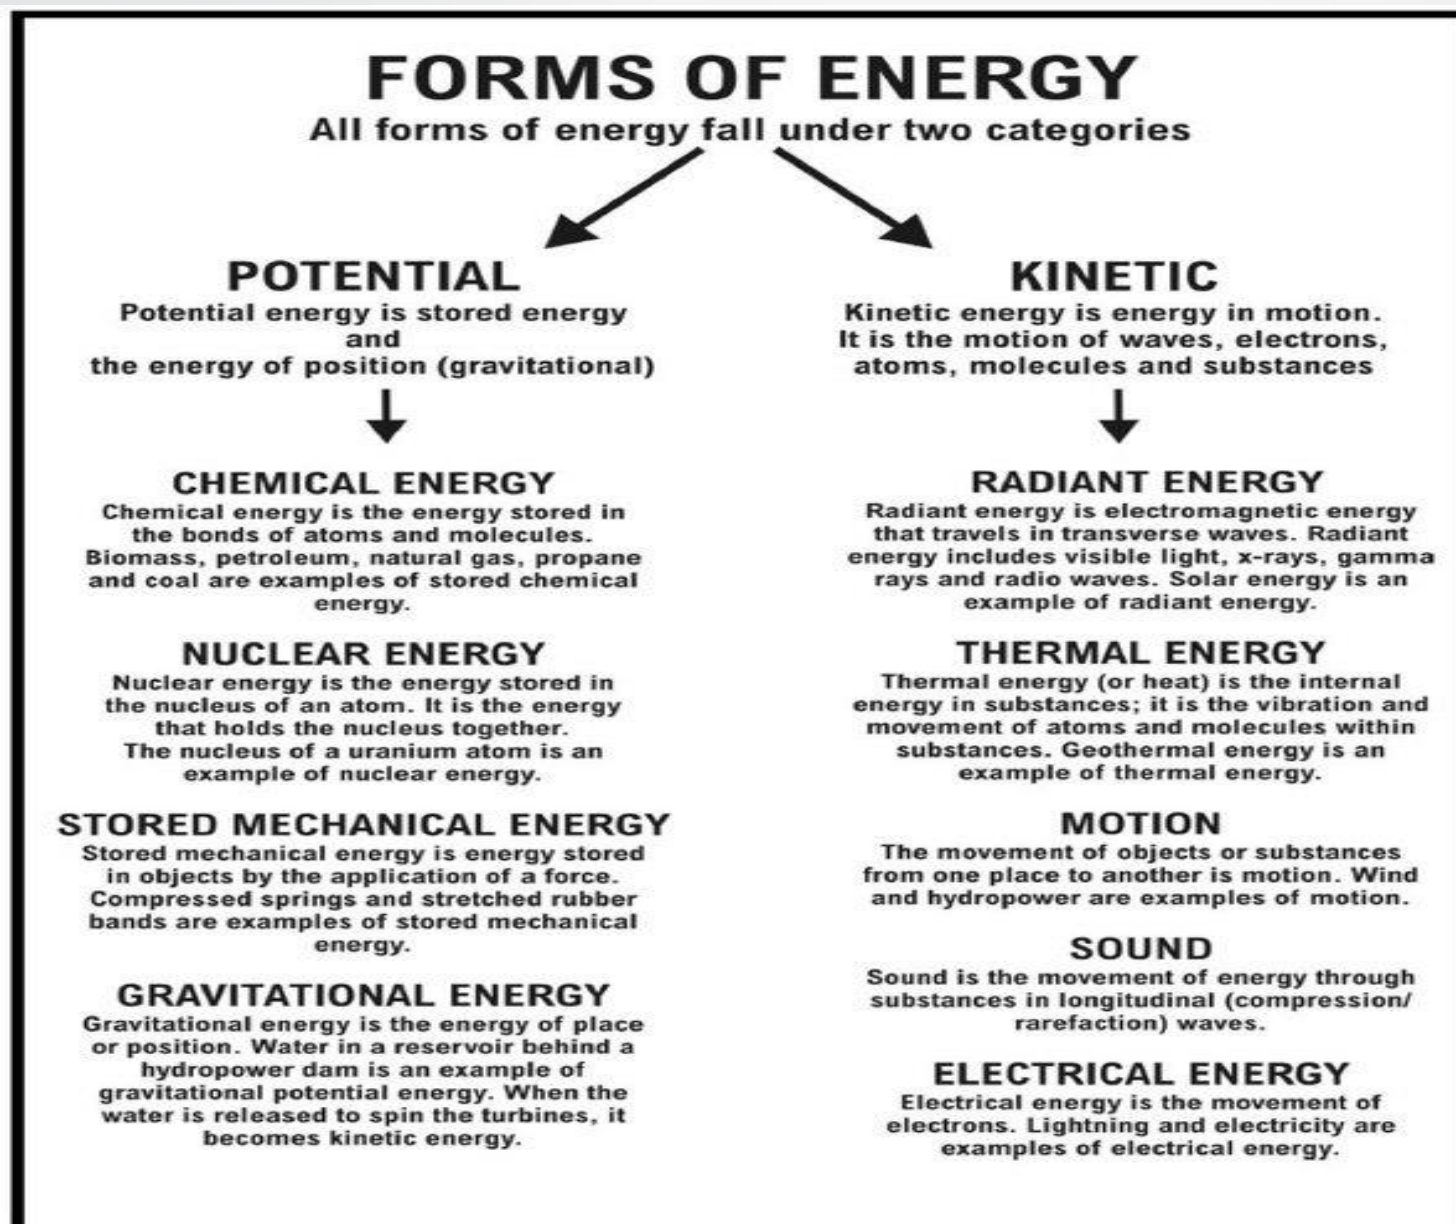 FORMS OF ENERGY
All forms of energy fall under two categories
POTENTIAL
Potential energy is stored energy
and
the energy of position (gravitational)
CHEMICAL ENERGY
Chemical energy is the energy stored in
the bonds of atoms and molecules.
Biomass, petroleum, natural gas, propane
and coal are examples of stored chemical
energy.
NUCLEAR ENERGY
Nuclear energy is the energy stored in
the nucleus of an atom. It is the energy
that holds the nucleus together.
The nucleus of a uranium atom is an
example of nuclear energy.
STORED MECHANICAL ENERGY
Stored mechanical energy is energy stored
in objects by the application of a force.
Compressed springs and stretched rubber
bands are examples of stored mechanical
energy.
GRAVITATIONAL ENERGY
Gravitational energy is the energy of place
or position. Water in a reservoir behind a
hydropower dam is an example of
gravitational potential energy. When the
water is released to spin the turbines, it
becomes kinetic energy.
KINETIC
Kinetic energy is energy in motion.
It is the motion of waves, electrons,
atoms, molecules and substances
RADIANT ENERGY
Radiant energy is electromagnetic energy
that travels in transverse waves. Radiant
energy includes visible light, x-rays, gamma
rays and radio waves. Solar energy is an
example of radiant energy.
THERMAL ENERGY
Thermal energy (or heat) is the internal
energy in substances; it is the vibration and
movement of atoms and molecules within
substances. Geothermal energy is an
example of thermal energy.
MOTION
The movement of objects or substances
from one place to another is motion. Wind
and hydropower are examples of motion.
SOUND
Sound is the movement of energy through
substances in longitudinal (compression/
rarefaction) waves.
ELECTRICAL ENERGY
Electrical energy is the movement of
electrons. Lightning and electricity are
examples of electrical energy.